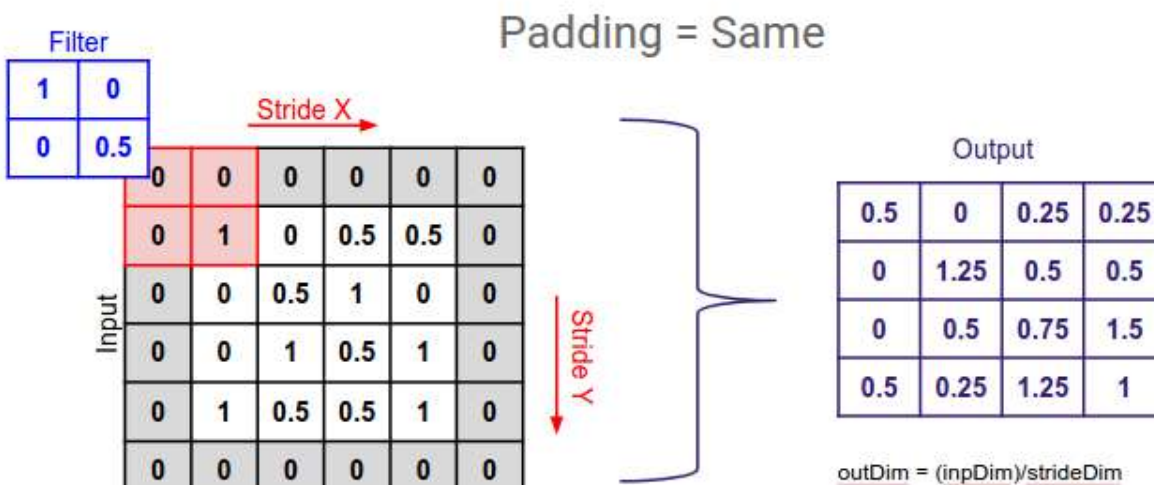 Padding = Same
Filter
1 0
0 0.5
Stride X
Input
0 0 0 0 0 0
0 1 0 0.5 0.5 0
0 0 0.5 1 0 0
0 0 1 0.5 1 0
0 1 0.5 0.5 1 0
0 0 0 0 0 0
Stride Y
Output
0.5 0 0.25 0.25
0 1.25 0.5 0.5
0 0.5 0.75 1.5
0.5 0.25 1.25 1
outDim = (inpDim)/strideDim